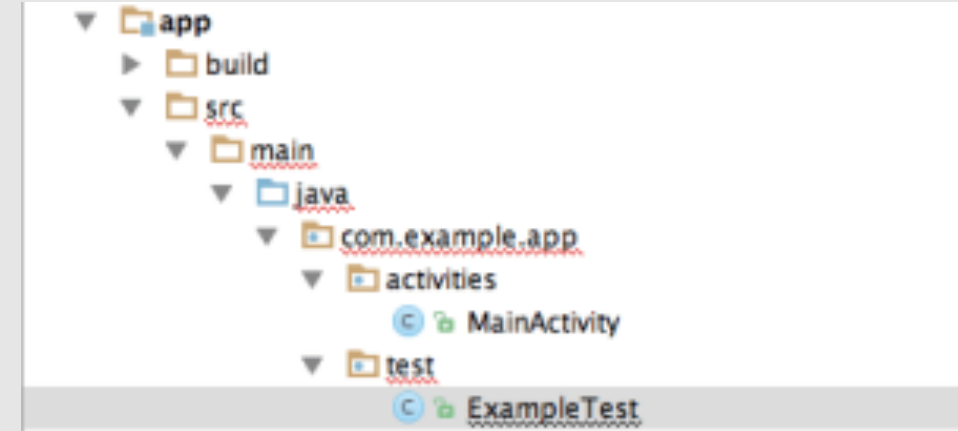 app
build
src
main
java
com.example.app
activities
MainActivity
test
ExampleTest